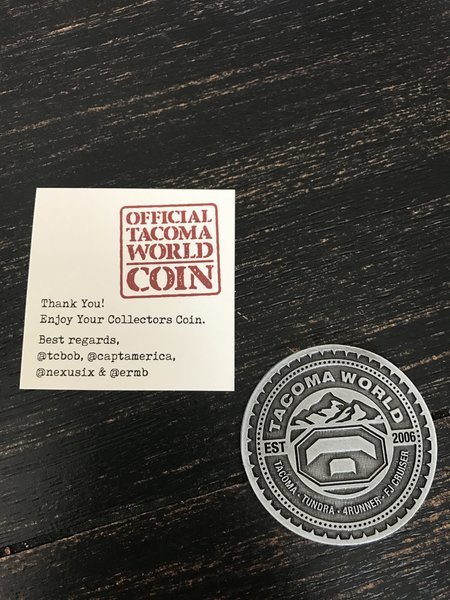 OFFICIAL
TACOMA
WORLD
COIN
Thank You!
Enjoy Your Collectors Coin.
Best regards,
@tcbob, @captamerica,
@nexusix & @ermb
TACOMA WORLD
EST 2006
TACOMA • TUNDRA • 4RUNNER • FJ CRUISER